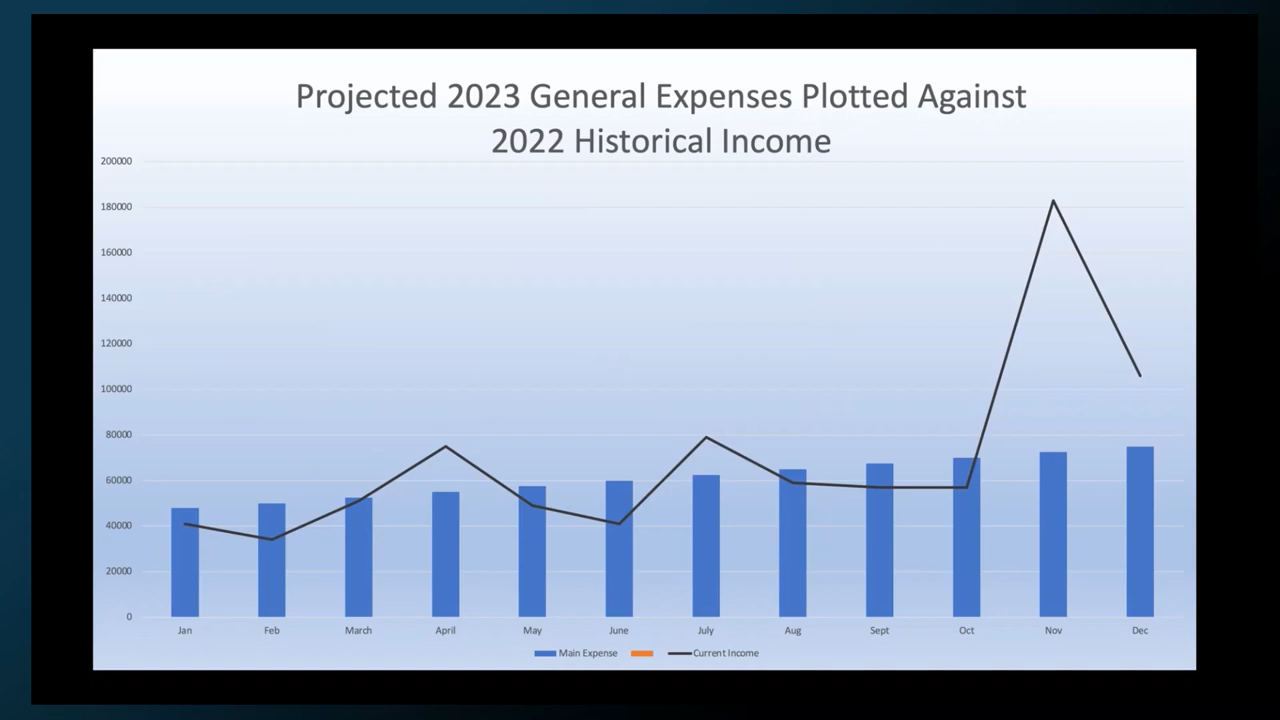 Projected 2023 General Expenses Plotted Against
2022 Historical Income
200000
180000
160000
140000
120000
100000
80000
60000
40000
20000
0
Jan Feb March April May June July Aug Sept Oct Nov Dec
Main Expense Current Income